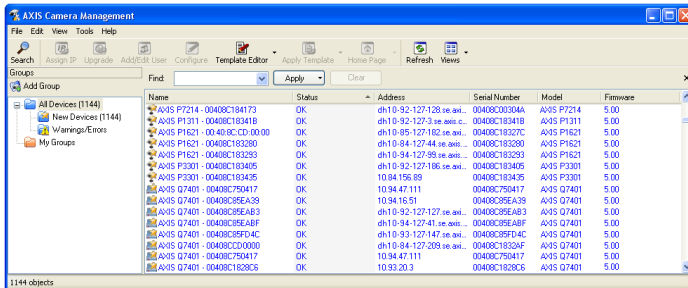 AXIS Camera Management
File Edit View Tools Help
Search Assign IP Upgrade Add/Edit User Configure Template Editor Apply Template Home Page Refresh Views
Groups
Find: Apply Clear
Add Group
Name Status Address Serial Number Model Firmware
All Devices (1144)
New Devices (1144)
Warnings/Errors
My Groups
AXIS P7214 - 00408C184173 OK dh10-92-127-128.se.axi... 00408C00304A AXIS P7214 5.00
AXIS P1311 - 00408C18341B OK dh10-92-127-3.se.axis.c... 00408C18341B AXIS P1311 5.00
AXIS P1621 - 00:40:8C:CD:00:00 OK dh10-85-127-182.se.axi... 00408C18327C AXIS P1621 5.00
AXIS P1621 - 00408C183280 OK dh10-84-127-44.se.axis.... 00408C183280 AXIS P1621 5.00
AXIS P1621 - 00408C183293 OK dh10-94-127-99.se.axis.... 00408C183293 AXIS P1621 5.00
AXIS P3301 - 00408C183405 OK dh10-92-127-186.se.axi... 00408C183405 AXIS P3301 5.00
AXIS P3301 - 00408C183435 OK 10.84.156.89 00408C183435 AXIS P3301 5.00
AXIS Q7401 - 00408C750417 OK 10.94.47.111 00408C750417 AXIS Q7401 5.00
AXIS Q7401 - 00408C85EA39 OK 10.94.16.51 00408C85EA39 AXIS Q7401 5.00
AXIS Q7401 - 00408C85EAB3 OK dh10-92-127-127.se.axi... 00408C85EAB3 AXIS Q7401 5.00
AXIS Q7401 - 00408C85EABF OK dh10-94-127-41.se.axis.... 00408C85EABF AXIS Q7401 5.00
AXIS Q7401 - 00408C85FD4C OK dh10-93-127-147.se.axi... 00408C85FD4C AXIS Q7401 5.00
AXIS Q7401 - 00408CCD0000 OK dh10-84-127-209.se.axi... 00408C1832AF AXIS Q7401 5.00
AXIS Q7401 - 00408C750417 OK 10.94.47.111 00408C750417 AXIS Q7401 5.00
AXIS Q7401 - 00408C1828C6 OK 10.93.20.3 00408C1828C6 AXIS Q7401 5.00
1144 objects